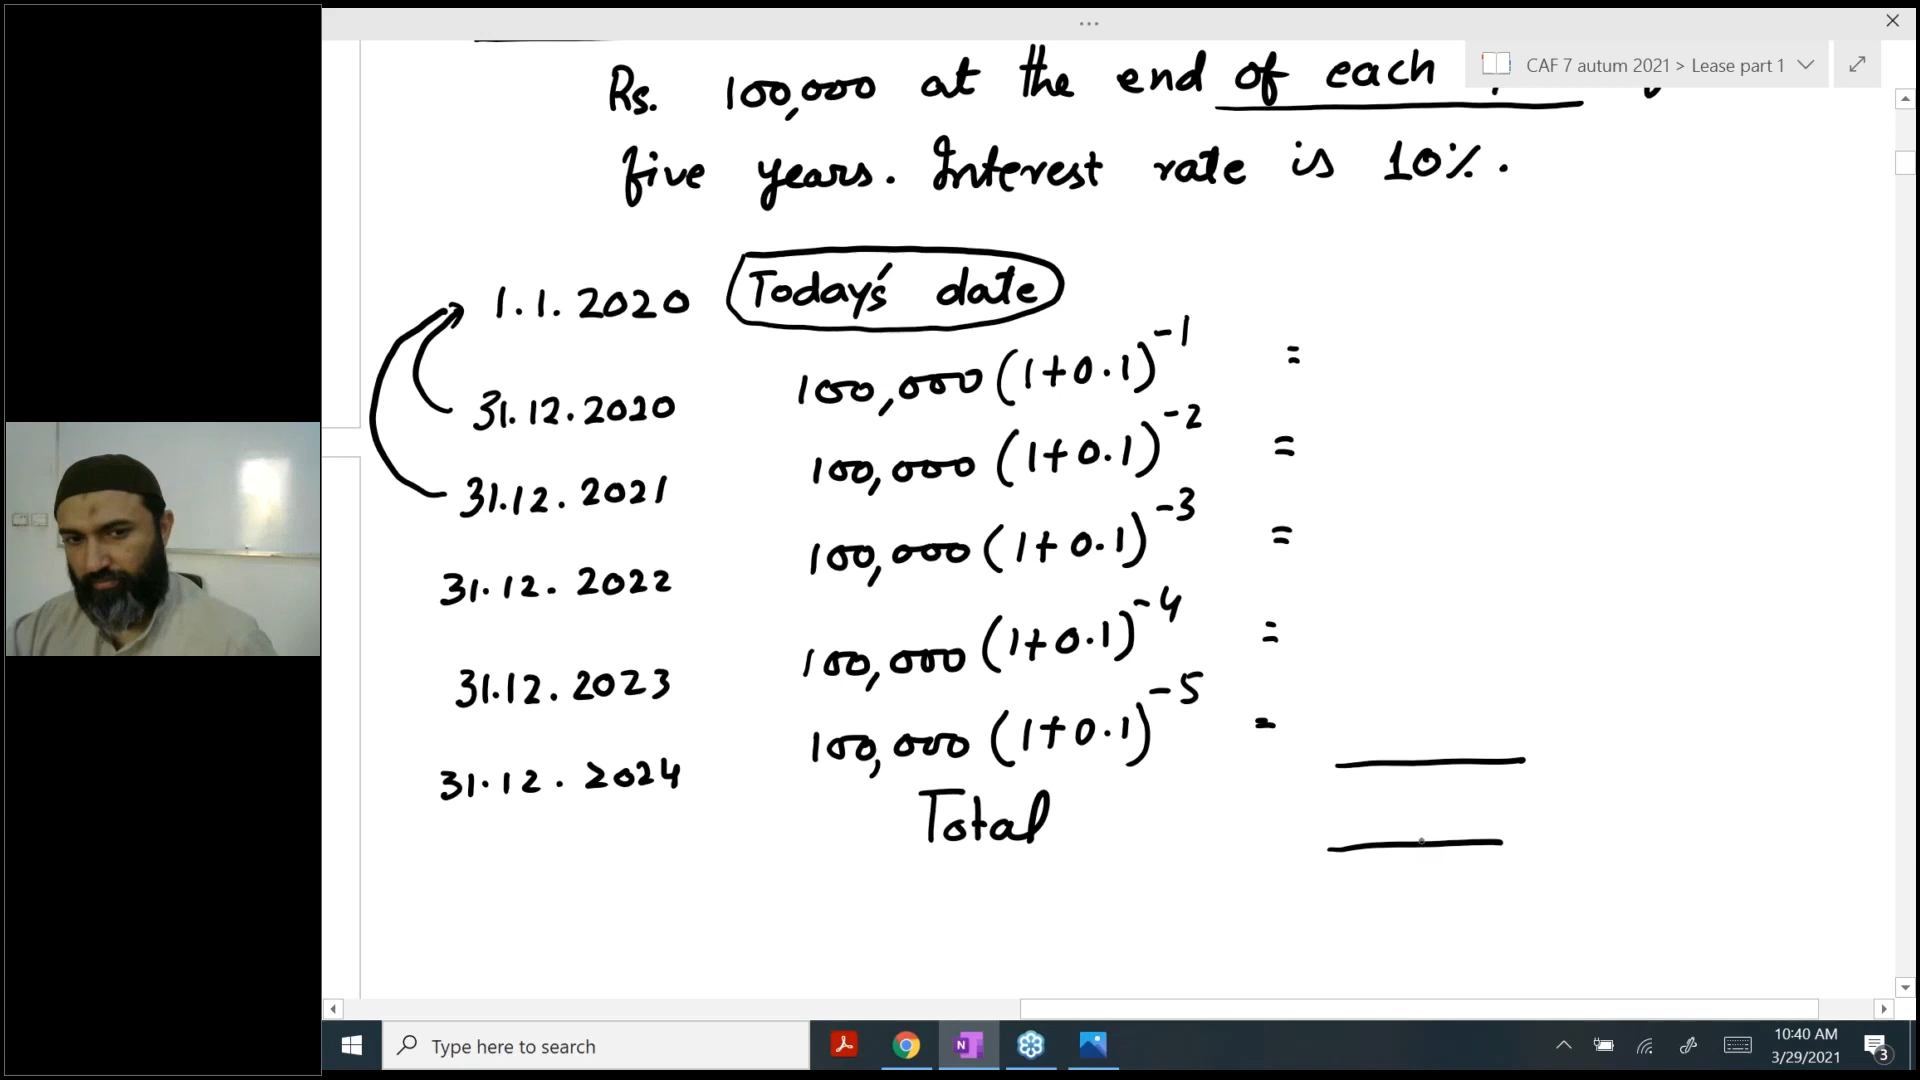 CAF 7 autum 2021 > Lease part 1
Rs. 100,000 at the end of each
five years. Interest rate is 10%.
1.1.2020 Today's date
31.12.2020 100,000 (1+0.1)^-1 =
31.12.2021 100,000 (1+0.1)^-2 =
31.12.2022 100,000 (1+0.1)^-3 =
31.12.2023 100,000 (1+0.1)^-4 =
31.12.2024 100,000 (1+0.1)^-5 =
Total
Type here to search
N
10:40 AM
3/29/2021
3